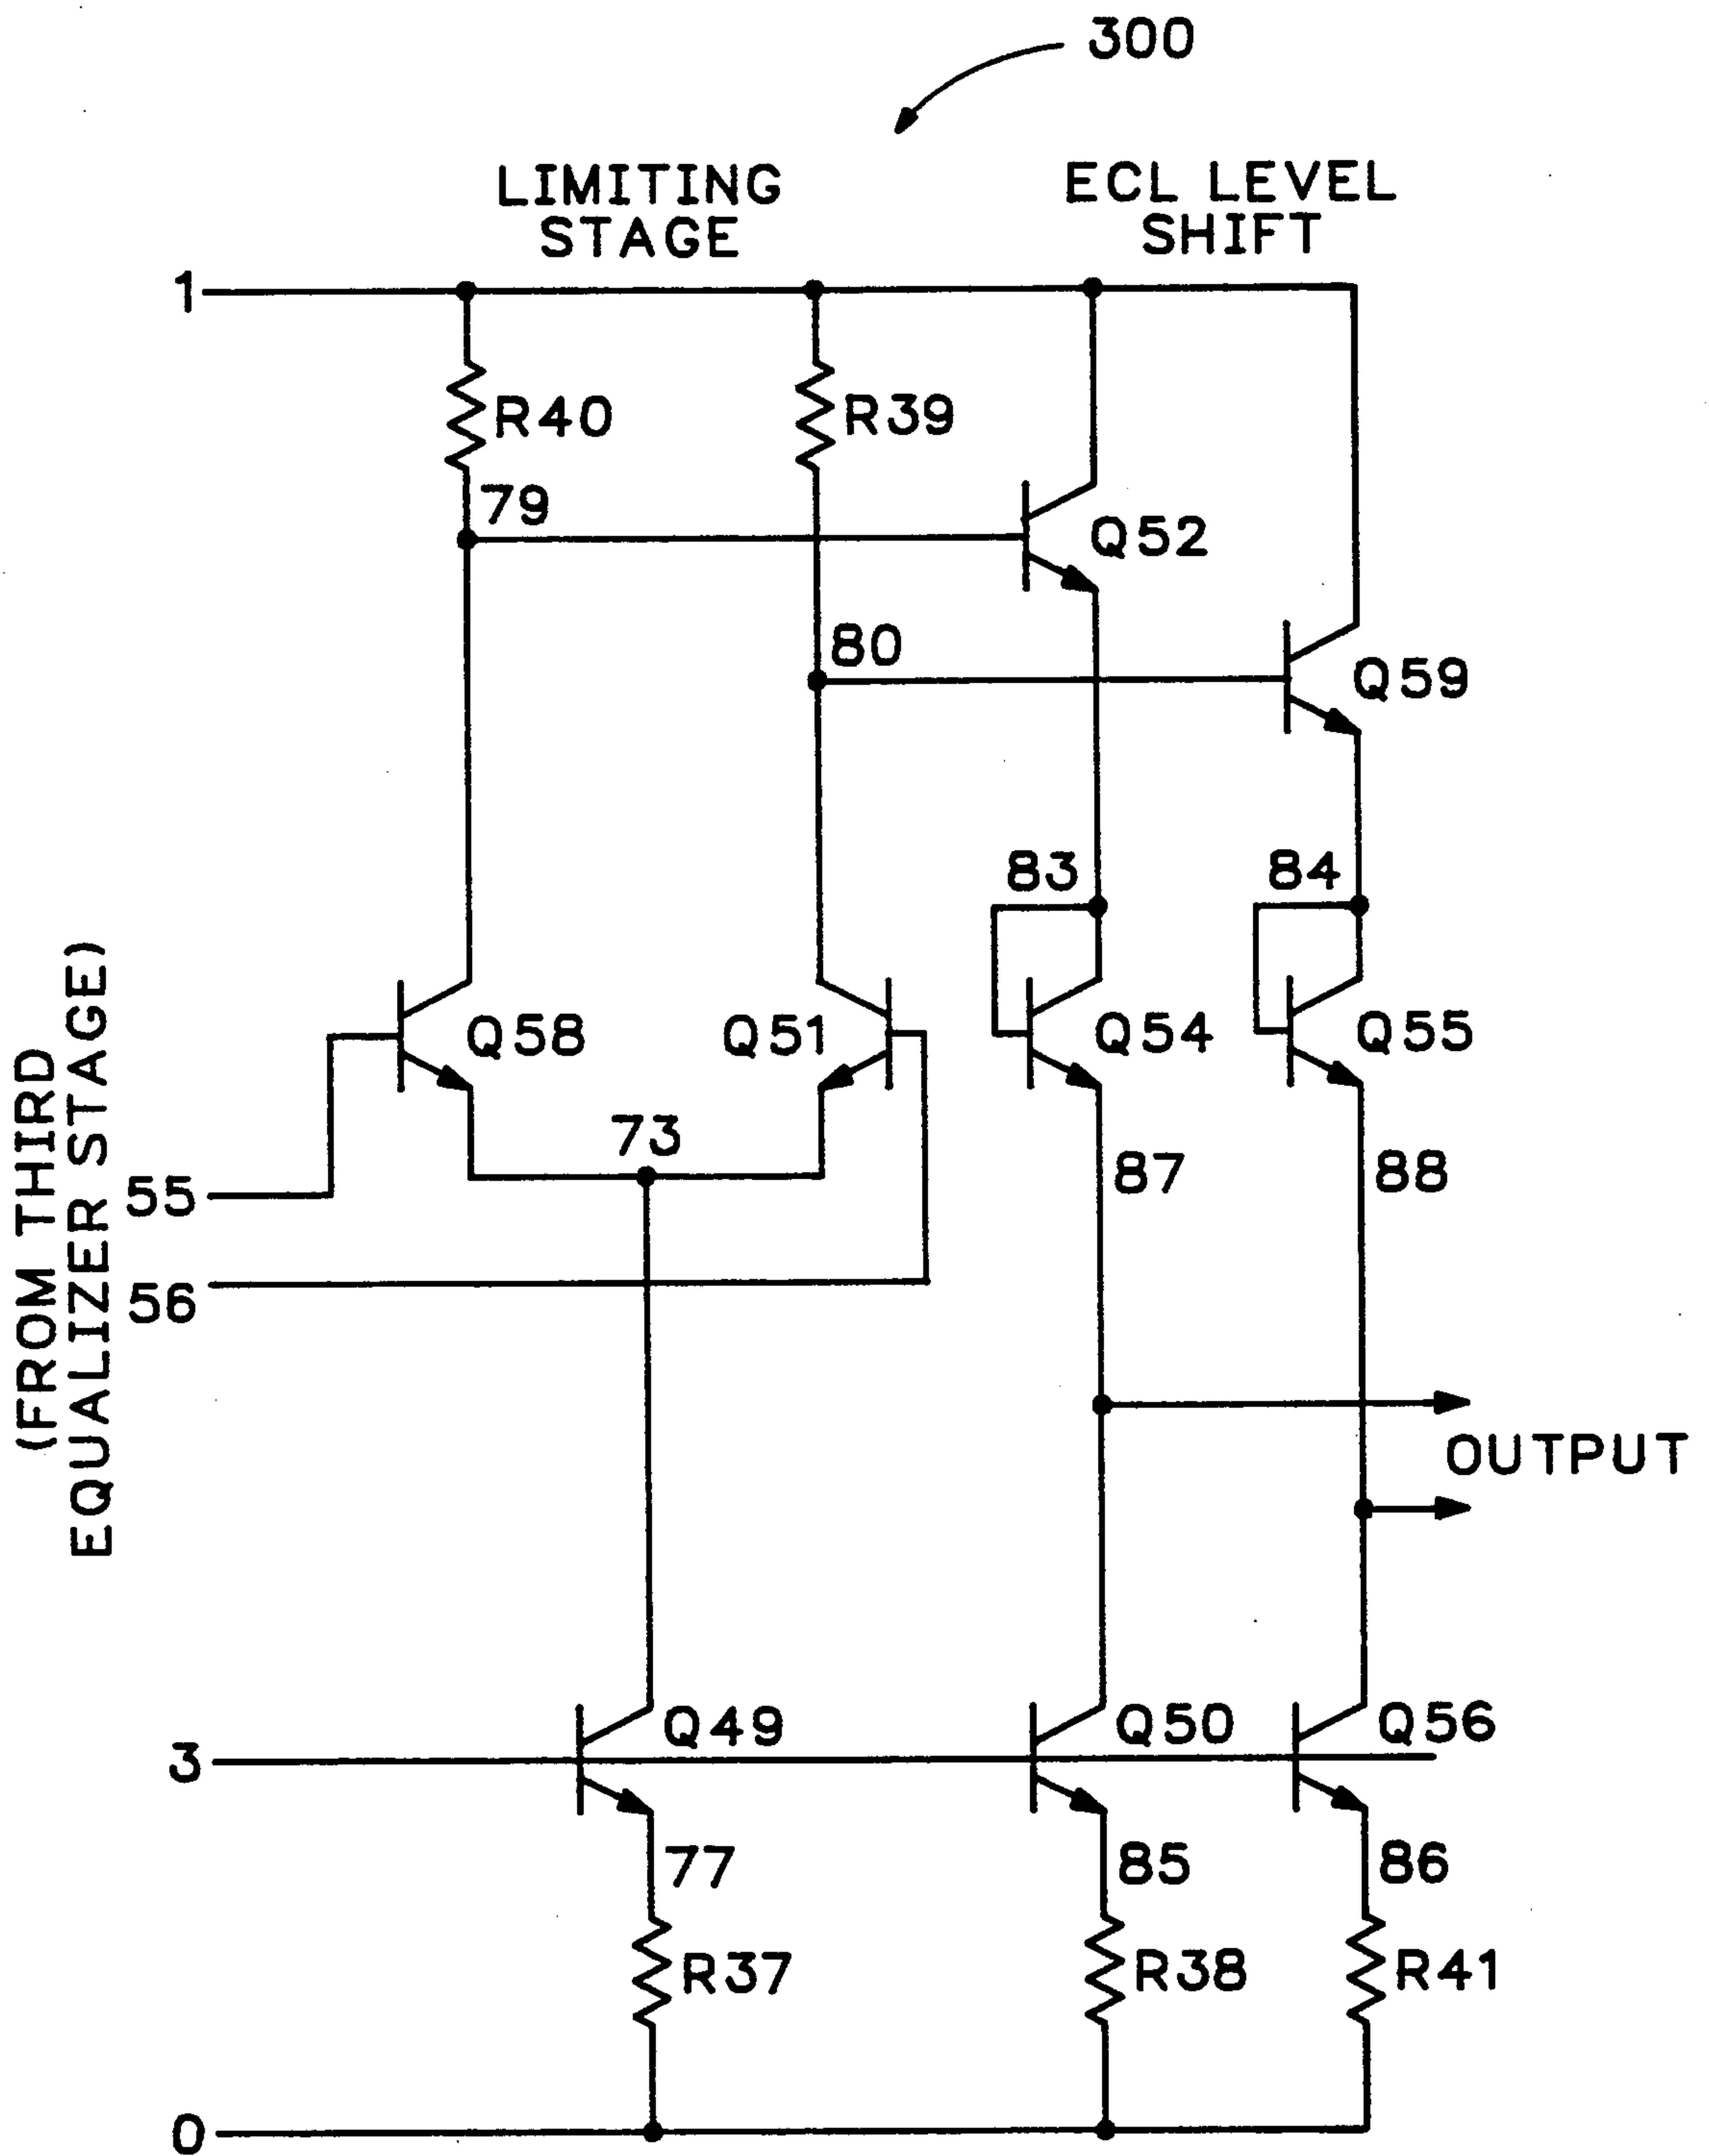 300
LIMITING
STAGE
ECL LEVEL
SHIFT
1
R40
R39
79
Q52
80
Q59
83
84
Q58
Q51
Q54
Q55
73
87
88
(FROM THIRD
EQUALIZER STAGE)
55
56
OUTPUT
Q49
Q50
Q56
3
77
85
86
R37
R38
R41
0